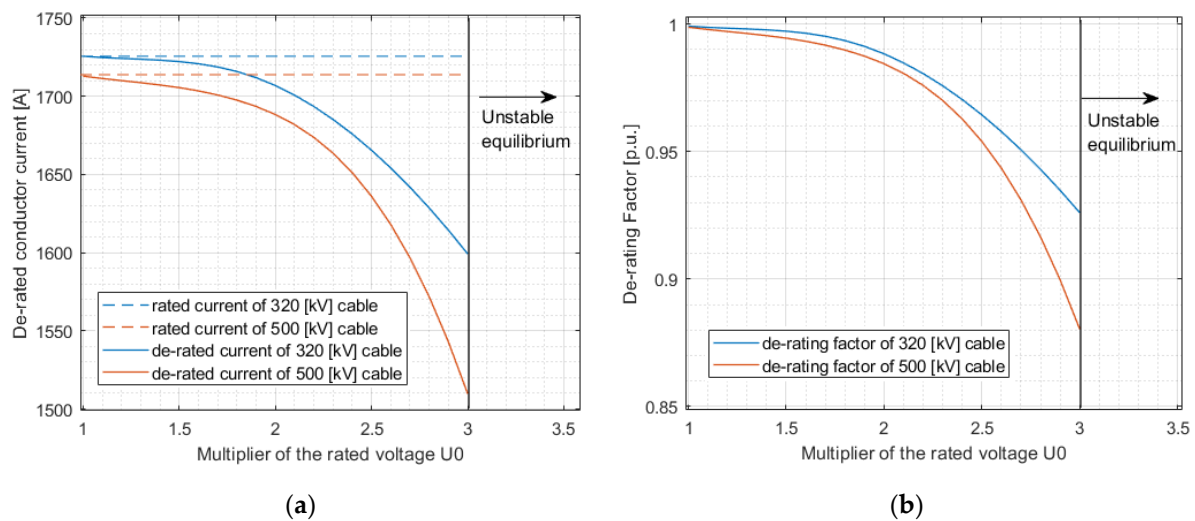 1750
1700
1650
1600
1550
1500
De-rated conductor current [A]
Unstable
equilibrium
rated current of 320 [kV] cable
rated current of 500 [kV] cable
de-rated current of 320 [kV] cable
de-rated current of 500 [kV] cable
1 1.5 2 2.5 3 3.5
Multiplier of the rated voltage U0
(a)
1
0.95
0.9
0.85
De-rating Factor [p.u.]
Unstable
equilibrium
de-rating factor of 320 [kV] cable
de-rating factor of 500 [kV] cable
1 1.5 2 2.5 3 3.5
Multiplier of the rated voltage U0
(b)